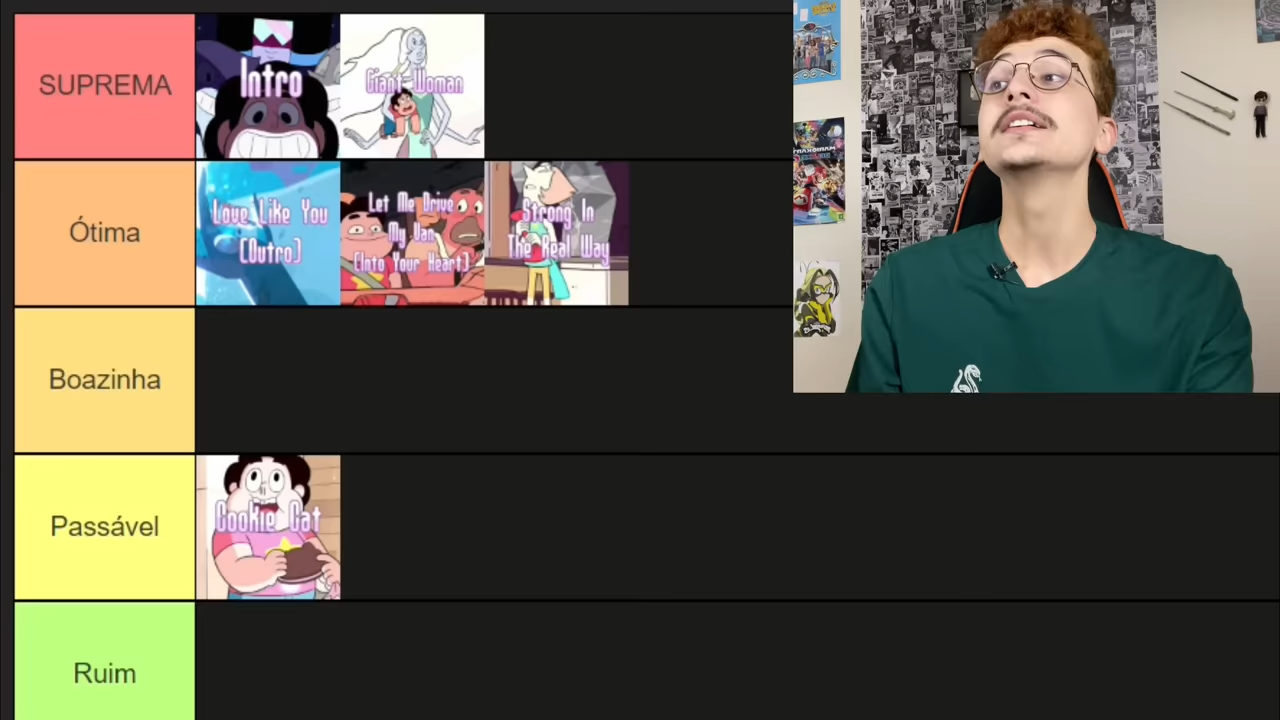 SUPREMA
Intro
Giant Woman
Ótima
Love Like You
(Outro)
Let Me Drive
My Van
(Into Your Heart)
Strong In
The Real Way
Boazinha
Passável
Cookie Cat
Ruim